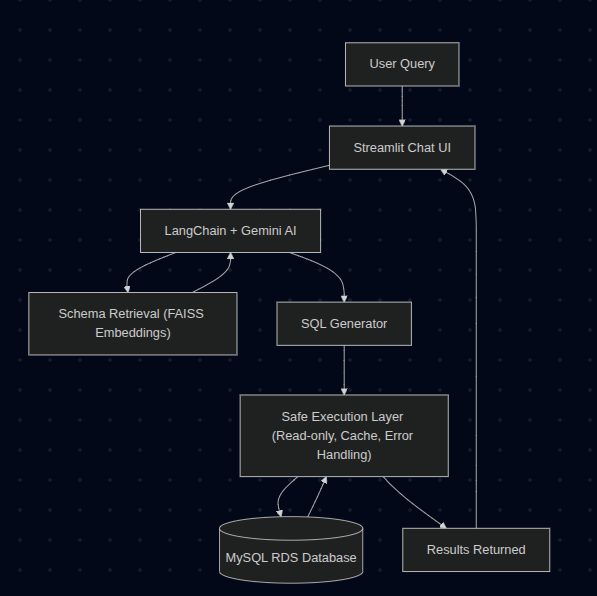 User Query
Streamlit Chat UI
LangChain + Gemini AI
Schema Retrieval (FAISS
Embeddings)
SQL Generator
Safe Execution Layer
(Read-only, Cache, Error
Handling)
MySQL RDS Database
Results Returned